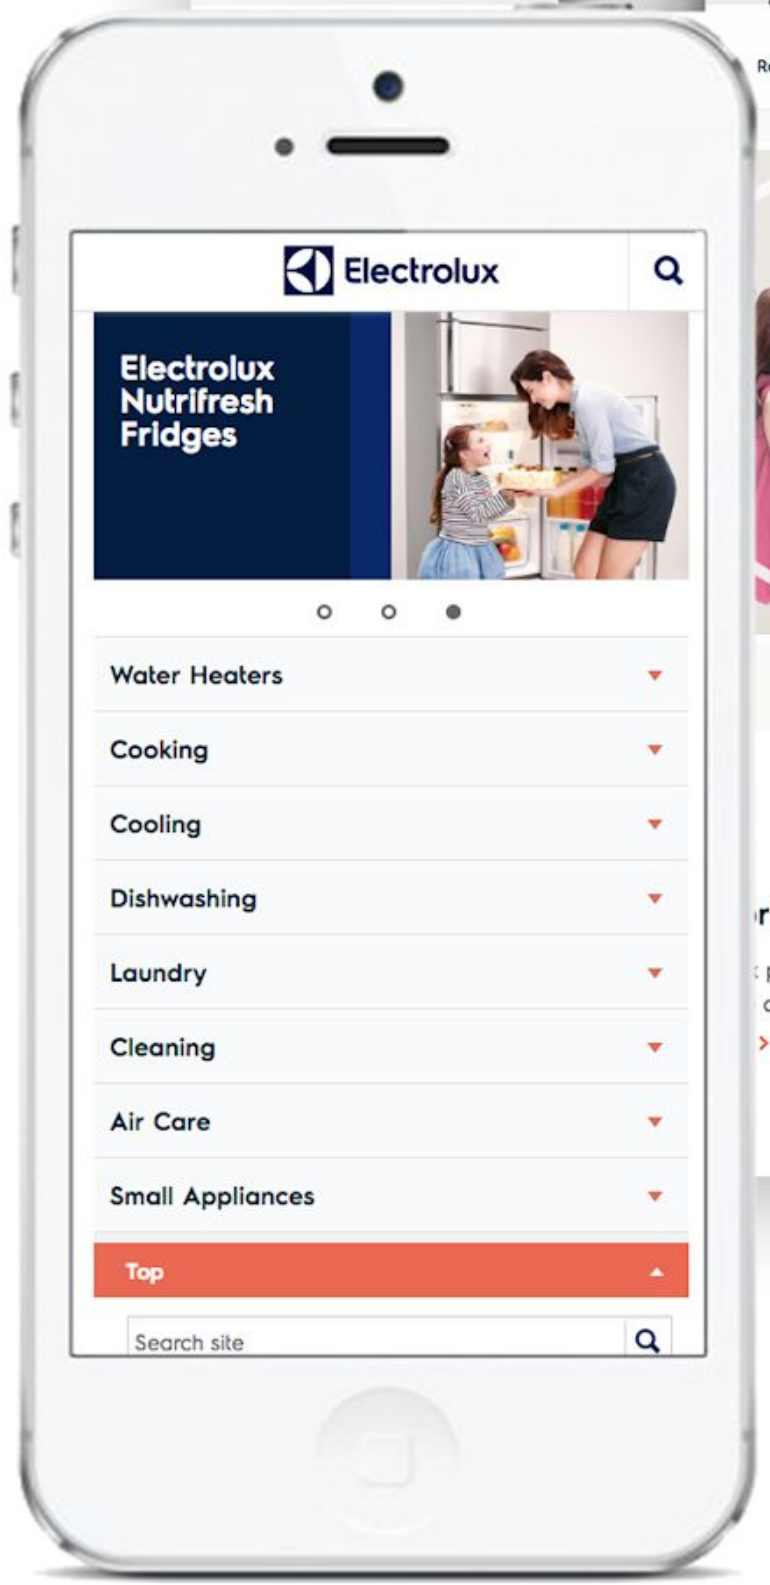 Electrolux
Electrolux
Nutrifresh
Fridges
Water Heaters
Cooking
Cooling
Dishwashing
Laundry
Cleaning
Air Care
Small Appliances
Top
Search site